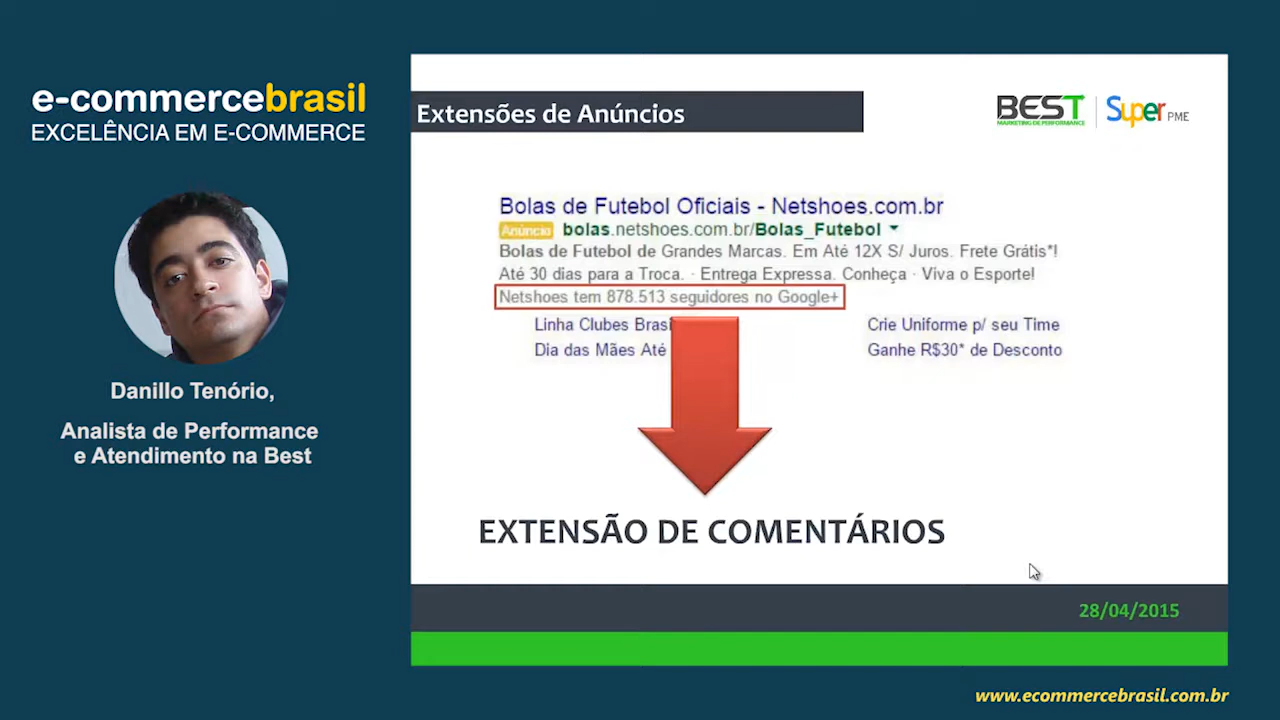 e-commercebrasil
EXCELÊNCIA EM E-COMMERCE
Danillo Tenório,
Analista de Performance
e Atendimento na Best
Extensões de Anúncios
BEST
MARKETING DE PERFORMANCE
Super PME
Bolas de Futebol Oficiais - Netshoes.com.br
Anúncio bolas.netshoes.com.br/Bolas_Futebol
Bolas de Futebol de Grandes Marcas. Em Até 12X S/ Juros. Frete Grátis*!
Até 30 dias para a Troca. · Entrega Expressa. Conheça · Viva o Esporte!
Netshoes tem 878.513 seguidores no Google+
Linha Clubes Brasi
Crie Uniforme p/ seu Time
Dia das Mães Até
Ganhe R$30* de Desconto
EXTENSÃO DE COMENTÁRIOS
28/04/2015
www.ecommercebrasil.com.br